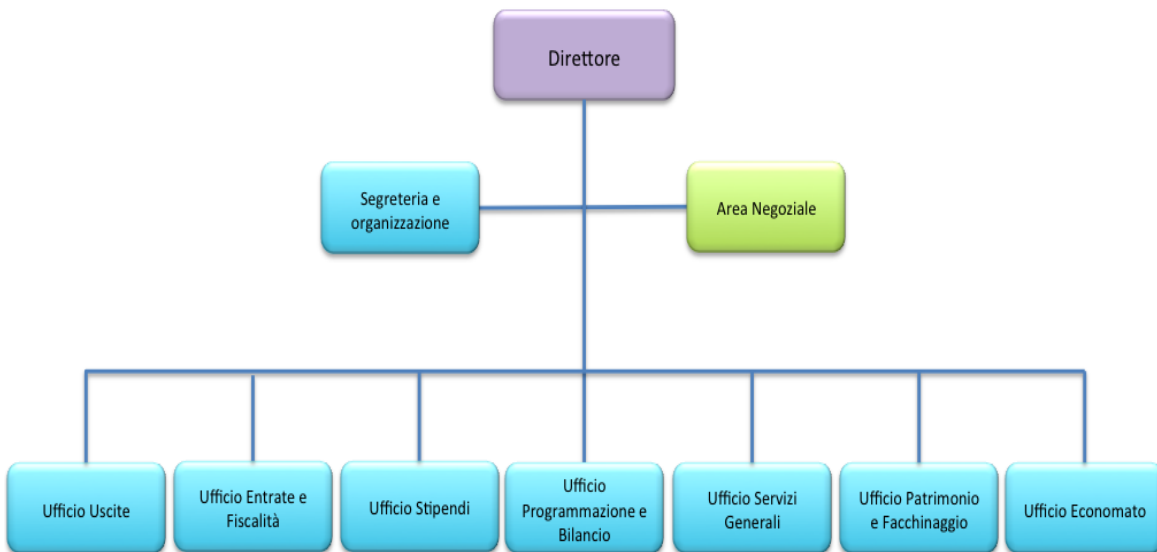 Direttore
Segreteria e
organizzazione
Area Negoziale
Ufficio Uscite
Ufficio Entrate e
Fiscalità
Ufficio Stipendi
Ufficio
Programmazione e
Bilancio
Ufficio Servizi
Generali
Ufficio Patrimonio
e Facchinaggio
Ufficio Economato